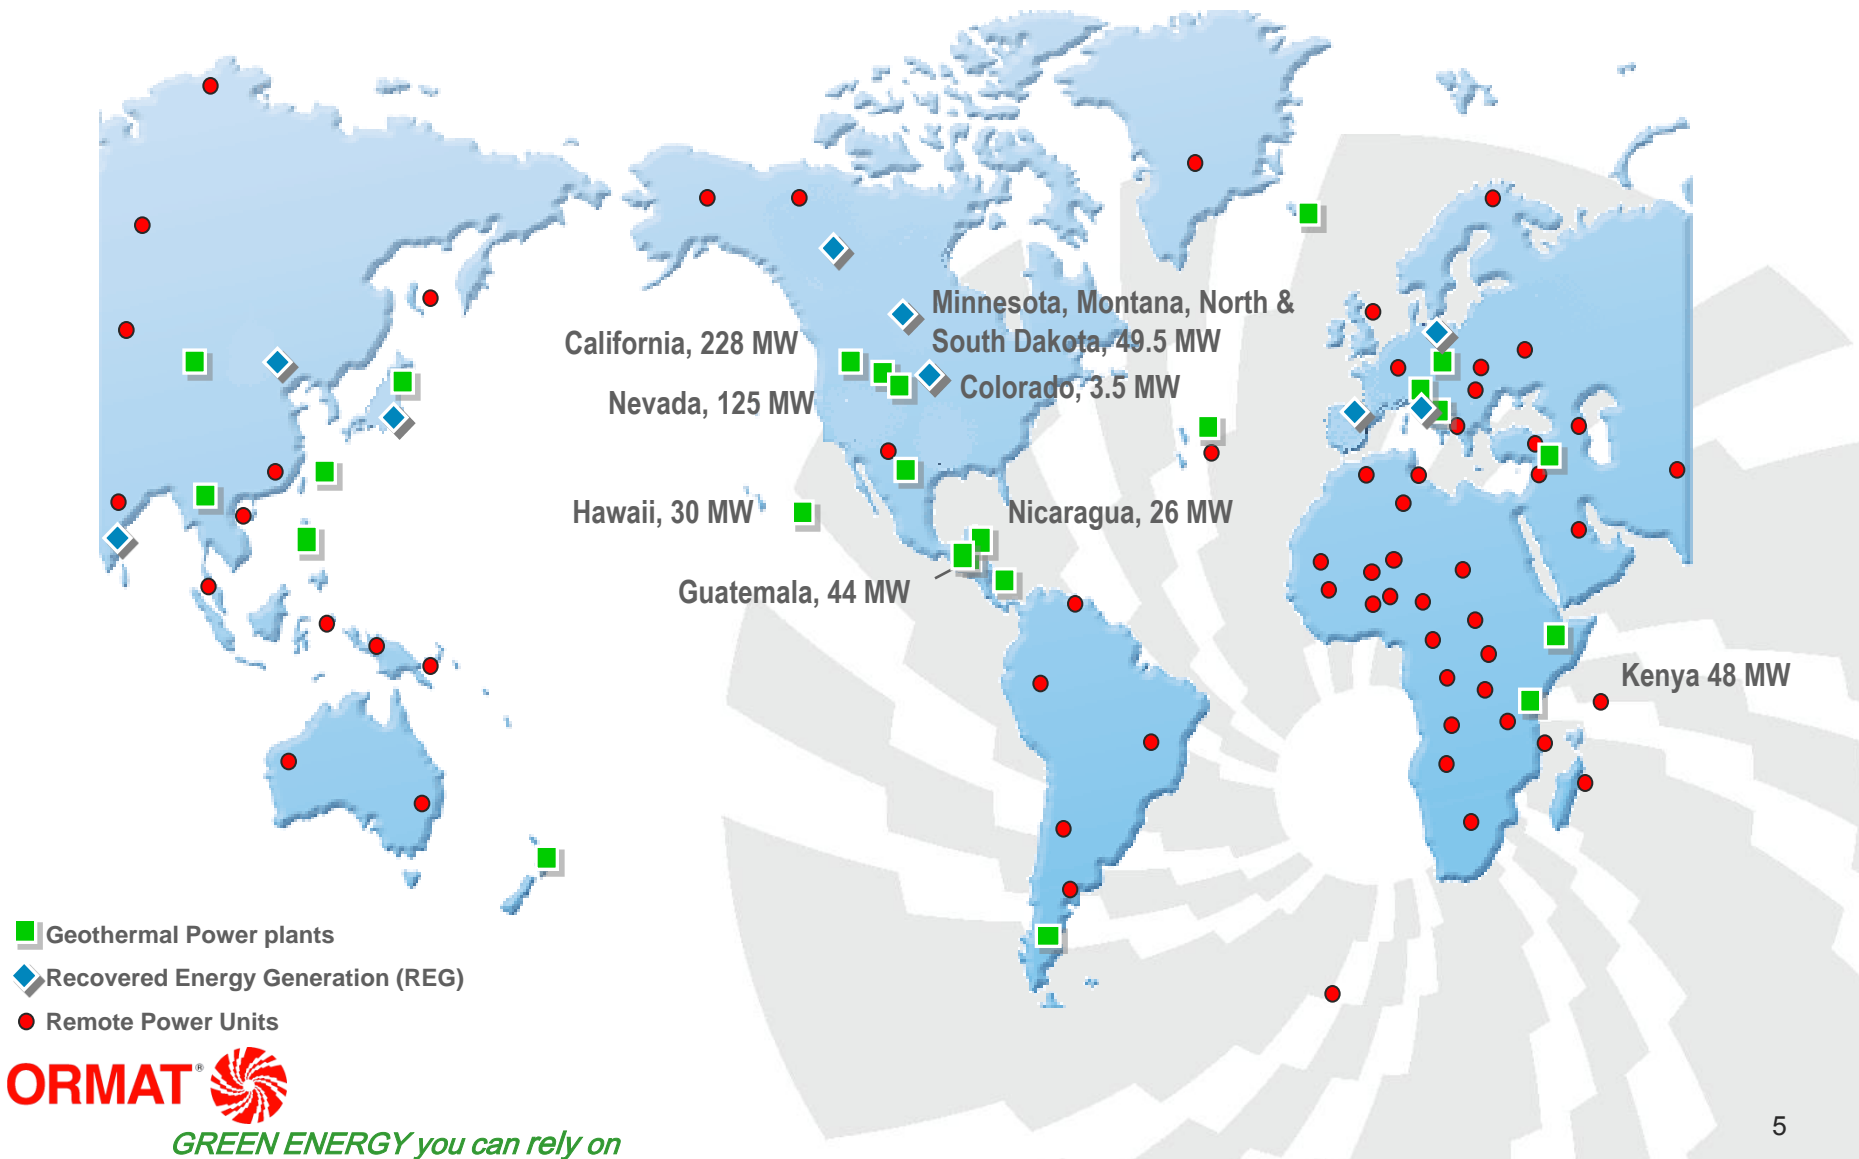 Minnesota, Montana, North &
South Dakota, 49.5 MW
California, 228 MW
Colorado, 3.5 MW
Nevada, 125 MW
Hawaii, 30 MW
Nicaragua, 26 MW
Guatemala, 44 MW
Kenya 48 MW
Geothermal Power plants
Recovered Energy Generation (REG)
Remote Power Units
ORMAT®
GREEN ENERGY you can rely on
5